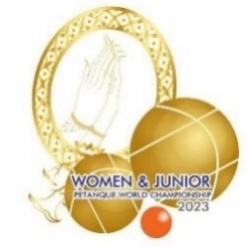 WOMEN & JUNIOR
PETANQUE WORLD CHAMPIONSHIP
2023